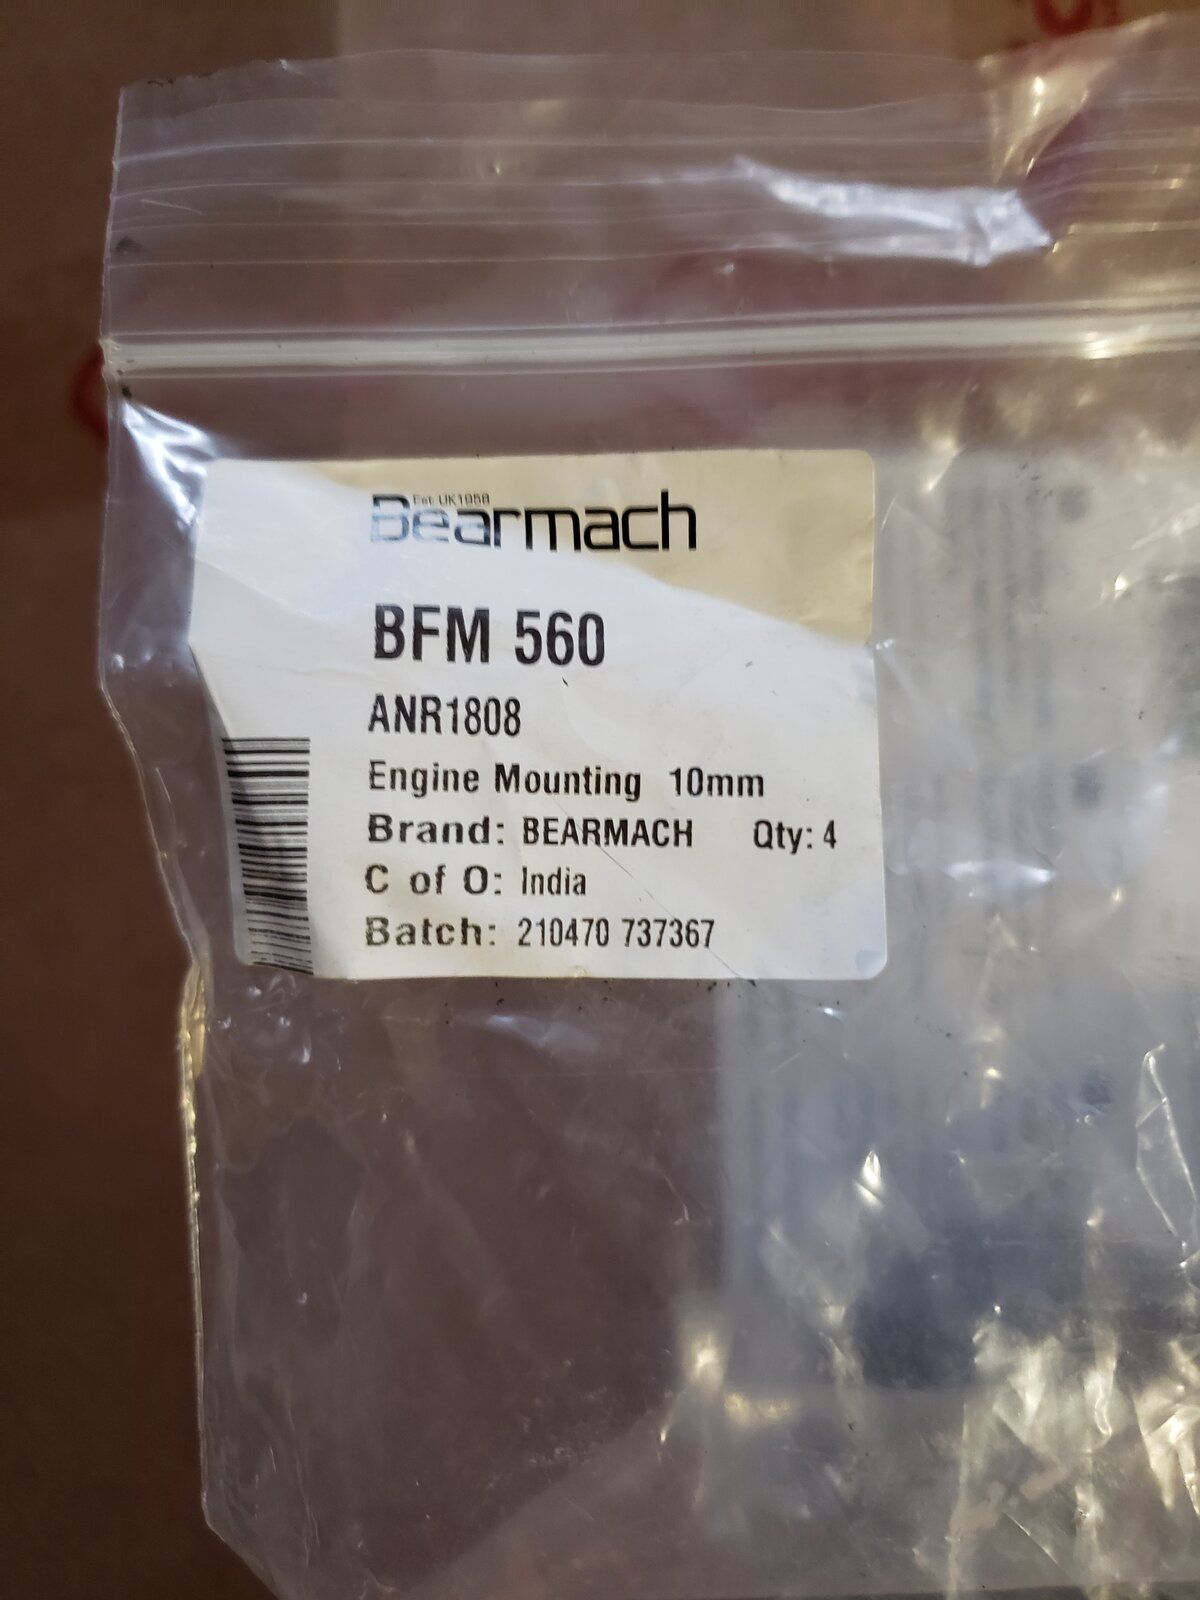 Est UK1958
Bearmach
BFM 560
ANR1808
Engine Mounting 10mm
Brand: BEARMACH Qty: 4
C of O: India
Batch: 210470 737367